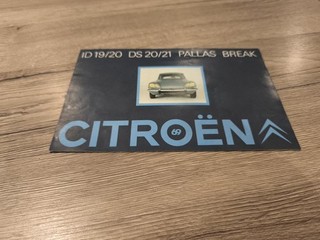 ID 19/20 DS 20/21 PALLAS BREAK
CITROËN
69